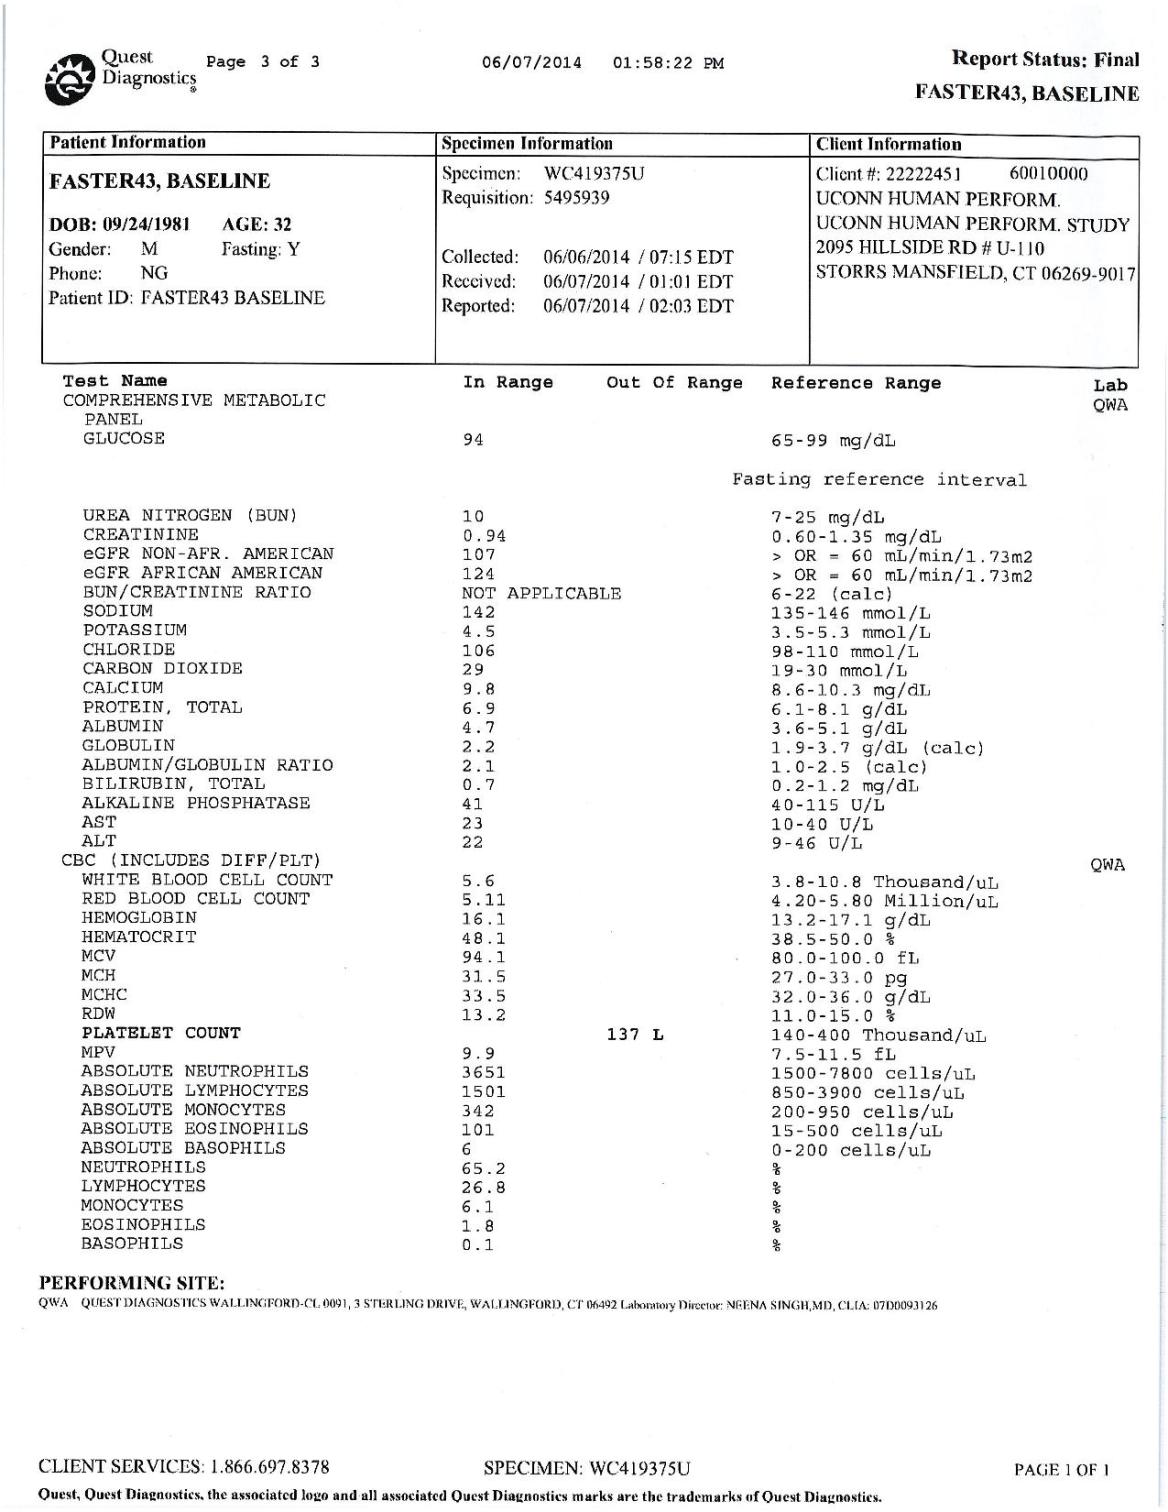 Quest Diagnostics® Page 3 of 3 06/07/2014 01:58:22 PM Report Status: Final
FASTER43, BASELINE
Patient Information Specimen Information Client Information
FASTER43, BASELINE Specimen: WC419375U Client #: 22222451 60010000
Requisition: 5495939 UCONN HUMAN PERFORM.
DOB: 09/24/1981 AGE: 32 UCONN HUMAN PERFORM. STUDY
Gender: M Fasting: Y Collected: 06/06/2014 / 07:15 EDT 2095 HILLSIDE RD # U-110
Phone: NG Received: 06/07/2014 / 01:01 EDT STORRS MANSFIELD, CT 06269-9017
Patient ID: FASTER43 BASELINE Reported: 06/07/2014 / 02:03 EDT
Test Name In Range Out Of Range Reference Range Lab
COMPREHENSIVE METABOLIC QWA
PANEL
GLUCOSE 94 65-99 mg/dL
Fasting reference interval
UREA NITROGEN (BUN) 10 7-25 mg/dL
CREATININE 0.94 0.60-1.35 mg/dL
eGFR NON-AFR. AMERICAN 107 > OR = 60 mL/min/1.73m2
eGFR AFRICAN AMERICAN 124 > OR = 60 mL/min/1.73m2
BUN/CREATININE RATIO NOT APPLICABLE 6-22 (calc)
SODIUM 142 135-146 mmol/L
POTASSIUM 4.5 3.5-5.3 mmol/L
CHLORIDE 106 98-110 mmol/L
CARBON DIOXIDE 29 19-30 mmol/L
CALCIUM 9.8 8.6-10.3 mg/dL
PROTEIN, TOTAL 6.9 6.1-8.1 g/dL
ALBUMIN 4.7 3.6-5.1 g/dL
GLOBULIN 2.2 1.9-3.7 g/dL (calc)
ALBUMIN/GLOBULIN RATIO 2.1 1.0-2.5 (calc)
BILIRUBIN, TOTAL 0.7 0.2-1.2 mg/dL
ALKALINE PHOSPHATASE 41 40-115 U/L
AST 23 10-40 U/L
ALT 22 9-46 U/L
CBC (INCLUDES DIFF/PLT) QWA
WHITE BLOOD CELL COUNT 5.6 3.8-10.8 Thousand/uL
RED BLOOD CELL COUNT 5.11 4.20-5.80 Million/uL
HEMOGLOBIN 16.1 13.2-17.1 g/dL
HEMATOCRIT 48.1 38.5-50.0 %
MCV 94.1 80.0-100.0 fL
MCH 31.5 27.0-33.0 pg
MCHC 33.5 32.0-36.0 g/dL
RDW 13.2 11.0-15.0 %
PLATELET COUNT 137 L 140-400 Thousand/uL
MPV 9.9 7.5-11.5 fL
ABSOLUTE NEUTROPHILS 3651 1500-7800 cells/uL
ABSOLUTE LYMPHOCYTES 1501 850-3900 cells/uL
ABSOLUTE MONOCYTES 342 200-950 cells/uL
ABSOLUTE EOSINOPHILS 101 15-500 cells/uL
ABSOLUTE BASOPHILS 6 0-200 cells/uL
NEUTROPHILS 65.2 %
LYMPHOCYTES 26.8 %
MONOCYTES 6.1 %
EOSINOPHILS 1.8 %
BASOPHILS 0.1 %
PERFORMING SITE:
QWA QUEST DIAGNOSTICS WALLINGFORD-CL 0091, 3 STERLING DRIVE, WALLINGFORD, CT 06492 Laboratory Director: NEENA SINGH,MD, CLIA: 07D0093126
CLIENT SERVICES: 1.866.697.8378 SPECIMEN: WC419375U PAGE 1 OF 1
Quest, Quest Diagnostics, the associated logo and all associated Quest Diagnostics marks are the trademarks of Quest Diagnostics.